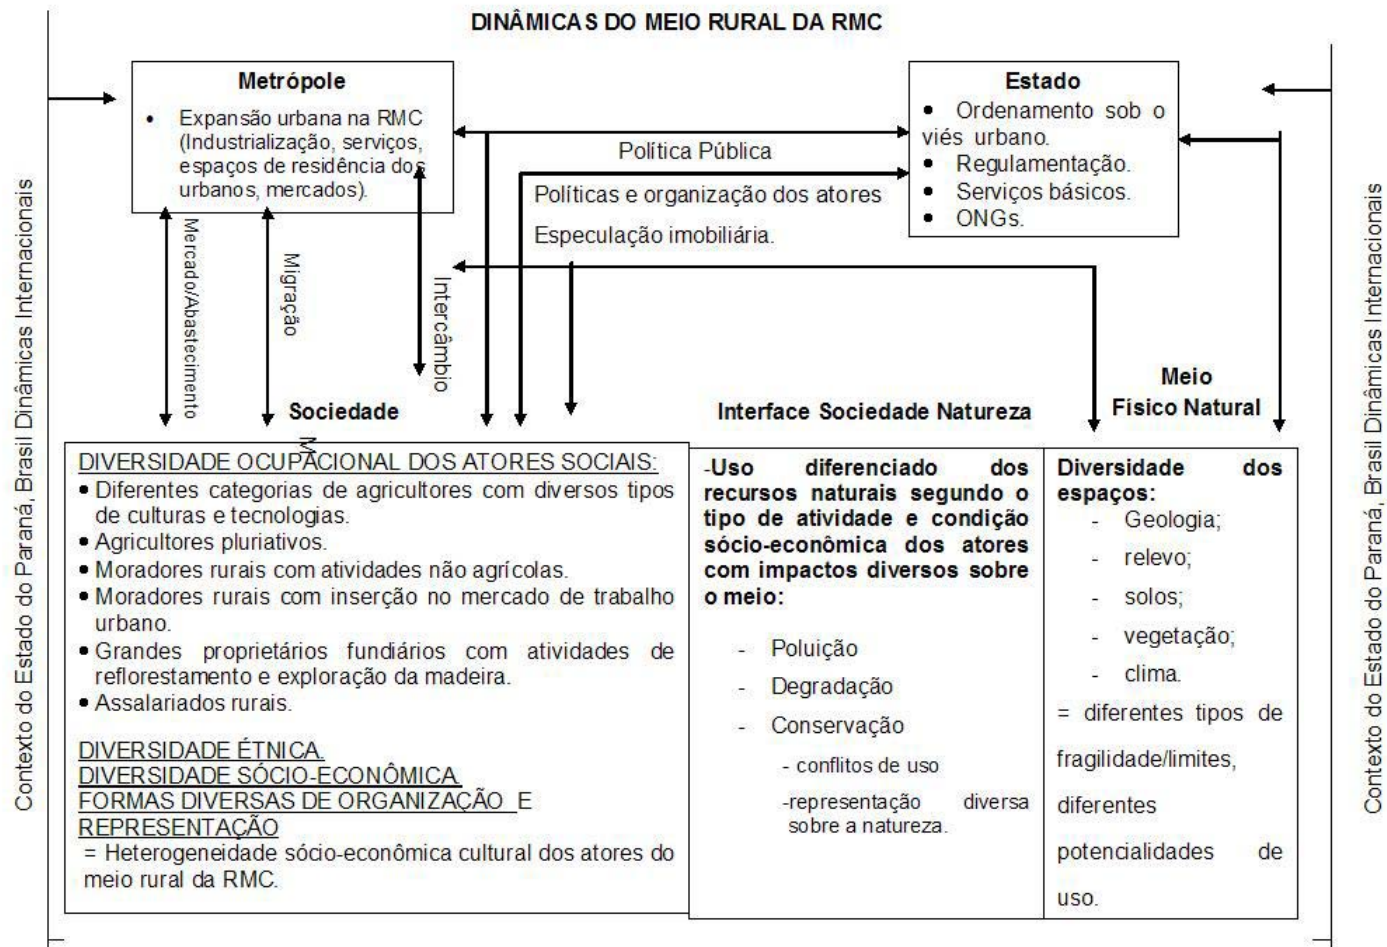 DINÂMICAS DO MEIO RURAL DA RMC
Contexto do Estado do Paraná, Brasil Dinâmicas Internacionais
Metrópole
• Expansão urbana na RMC
(Industrialização, serviços,
espaços de residência dos
urbanos, mercados).
Estado
• Ordenamento sob o
viés urbano.
• Regulamentação.
• Serviços básicos.
• ONGs.
Política Pública
Políticas e organização dos atores
Especulação imobiliária.
Mercado/Abastecimento
Migração
Intercâmbio
Sociedade
M
DIVERSIDADE OCUPACIONAL DOS ATORES SOCIAIS:
• Diferentes categorias de agricultores com diversos tipos
de culturas e tecnologias.
• Agricultores pluriativos.
• Moradores rurais com atividades não agrícolas.
• Moradores rurais com inserção no mercado de trabalho
urbano.
• Grandes proprietários fundiários com atividades de
reflorestamento e exploração da madeira.
• Assalariados rurais.
DIVERSIDADE ÉTNICA.
DIVERSIDADE SÓCIO-ECONÔMICA.
FORMAS DIVERSAS DE ORGANIZAÇÃO E
REPRESENTAÇÃO
= Heterogeneidade sócio-econômica cultural dos atores do
meio rural da RMC.
Interface Sociedade Natureza
-Uso diferenciado dos
recursos naturais segundo o
tipo de atividade e condição
sócio-econômica dos atores
com impactos diversos sobre
o meio:
- Poluição
- Degradação
- Conservação
- conflitos de uso
-representação diversa
sobre a natureza.
Meio
Físico Natural
Diversidade dos
espaços:
- Geologia;
- relevo;
- solos;
- vegetação;
- clima.
= diferentes tipos de
fragilidade/limites,
diferentes
potencialidades de
uso.
Contexto do Estado do Paraná, Brasil Dinâmicas Internacionais